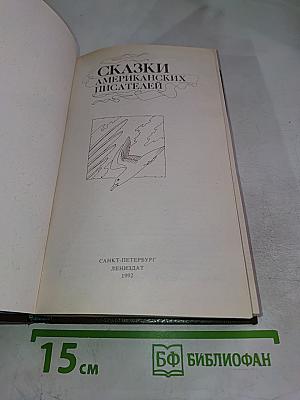 СКАЗКИ
АМЕРИКАНСКИХ
ПИСАТЕЛЕЙ
САНКТ-ПЕТЕРБУРГ
ЛЕНИЗДАТ
1992
15 см
БФ БИБЛИОФАН